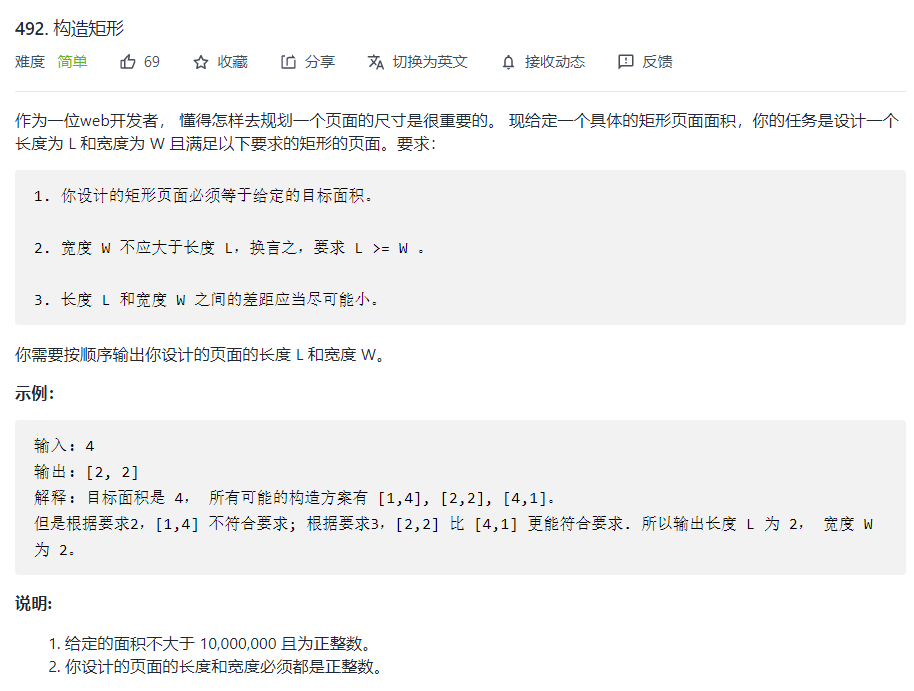 492. 构造矩形
难度 简单 69 收藏 分享 切换为英文 接收动态 反馈
作为一位web开发者， 懂得怎样去规划一个页面的尺寸是很重要的。 现给定一个具体的矩形页面面积，你的任务是设计一个
长度为 L 和宽度为 W 且满足以下要求的矩形的页面。要求：
1. 你设计的矩形页面必须等于给定的目标面积。
2. 宽度 W 不应大于长度 L，换言之，要求 L >= W 。
3. 长度 L 和宽度 W 之间的差距应当尽可能小。
你需要按顺序输出你设计的页面的长度 L 和宽度 W。
示例：
输入：4
输出：[2, 2]
解释：目标面积是 4， 所有可能的构造方案有 [1,4], [2,2], [4,1]。
但是根据要求2，[1,4] 不符合要求; 根据要求3，[2,2] 比 [4,1] 更能符合要求. 所以输出长度 L 为 2， 宽度 W
为 2。
说明:
1. 给定的面积不大于 10,000,000 且为正整数。
2. 你设计的页面的长度和宽度必须都是正整数。